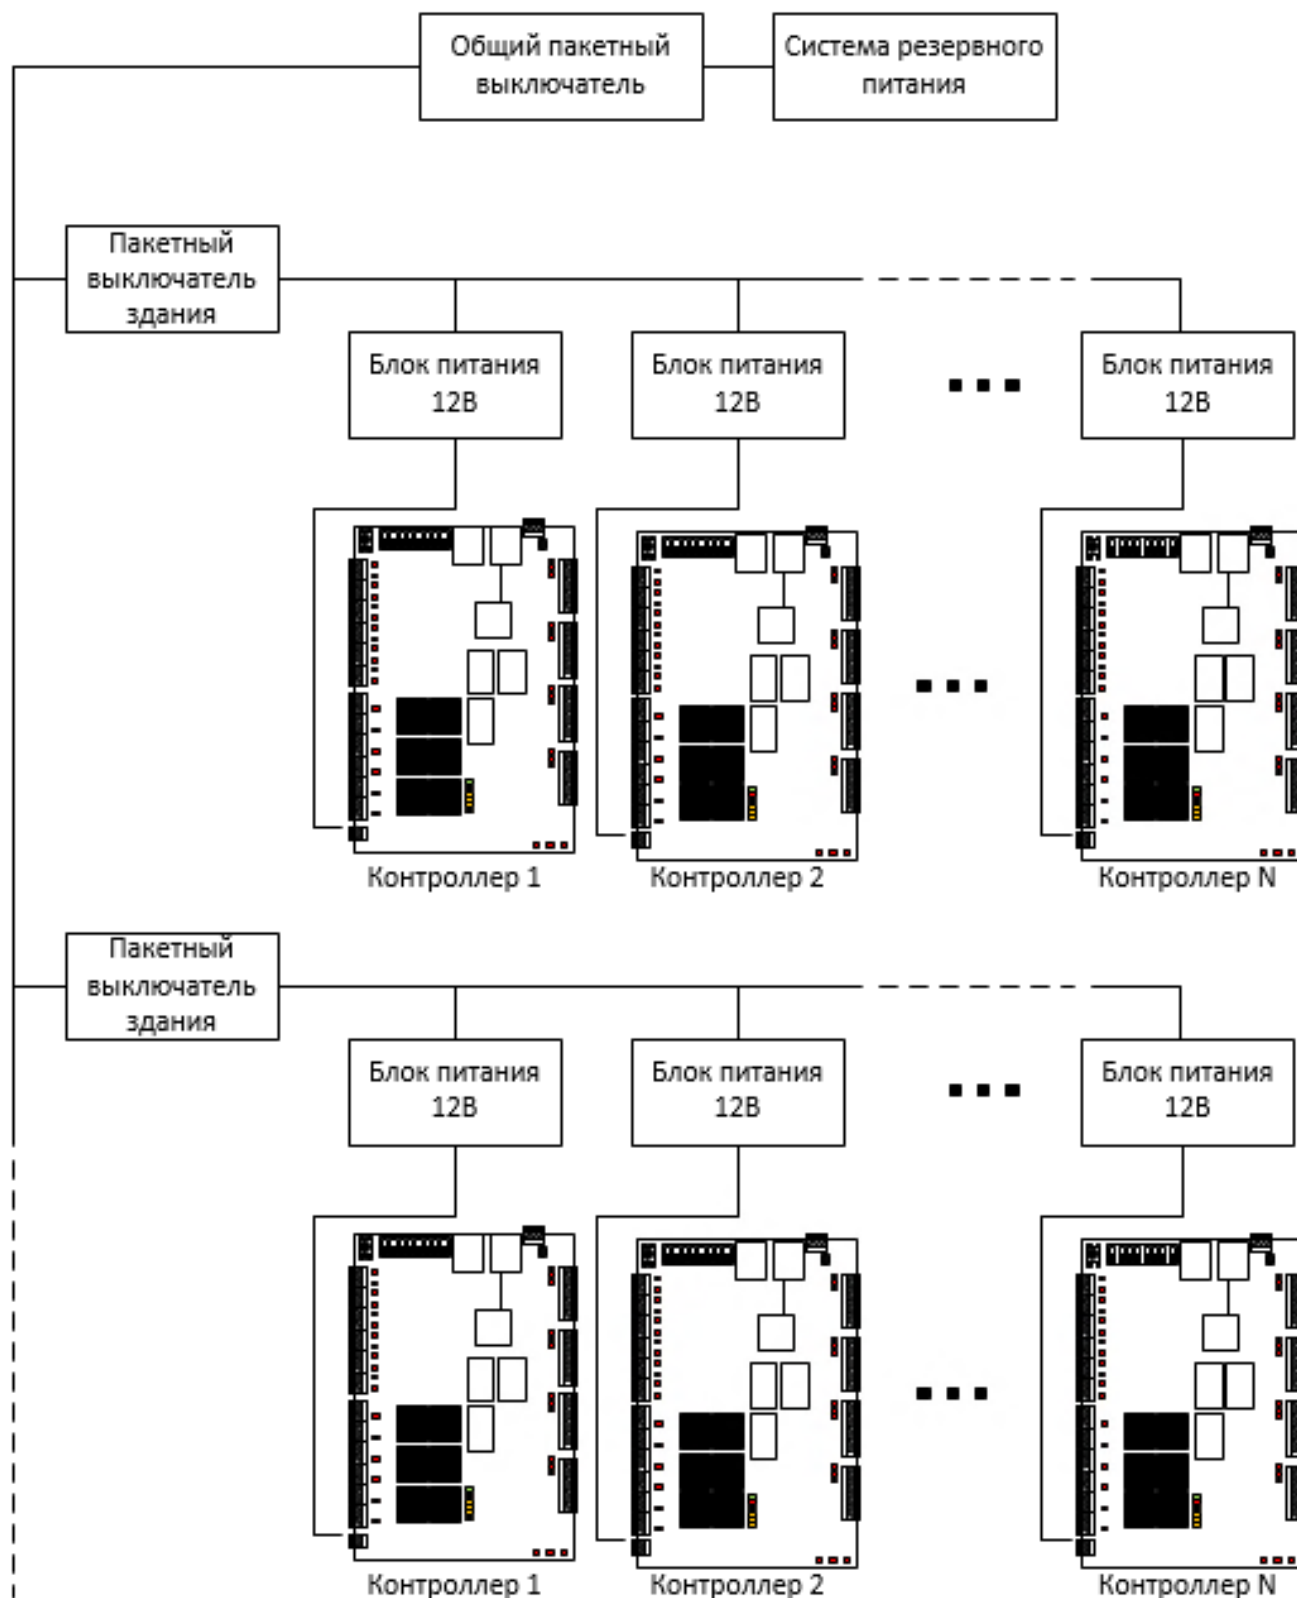 Общий пакетный
выключатель
Система резервного
питания
Пакетный
выключатель
здания
Блок питания
12В
Блок питания
12В
Блок питания
12В
Контроллер 1
Контроллер 2
Контроллер N
Пакетный
выключатель
здания
Блок питания
12В
Блок питания
12В
Блок питания
12В
Контроллер 1
Контроллер 2
Контроллер N